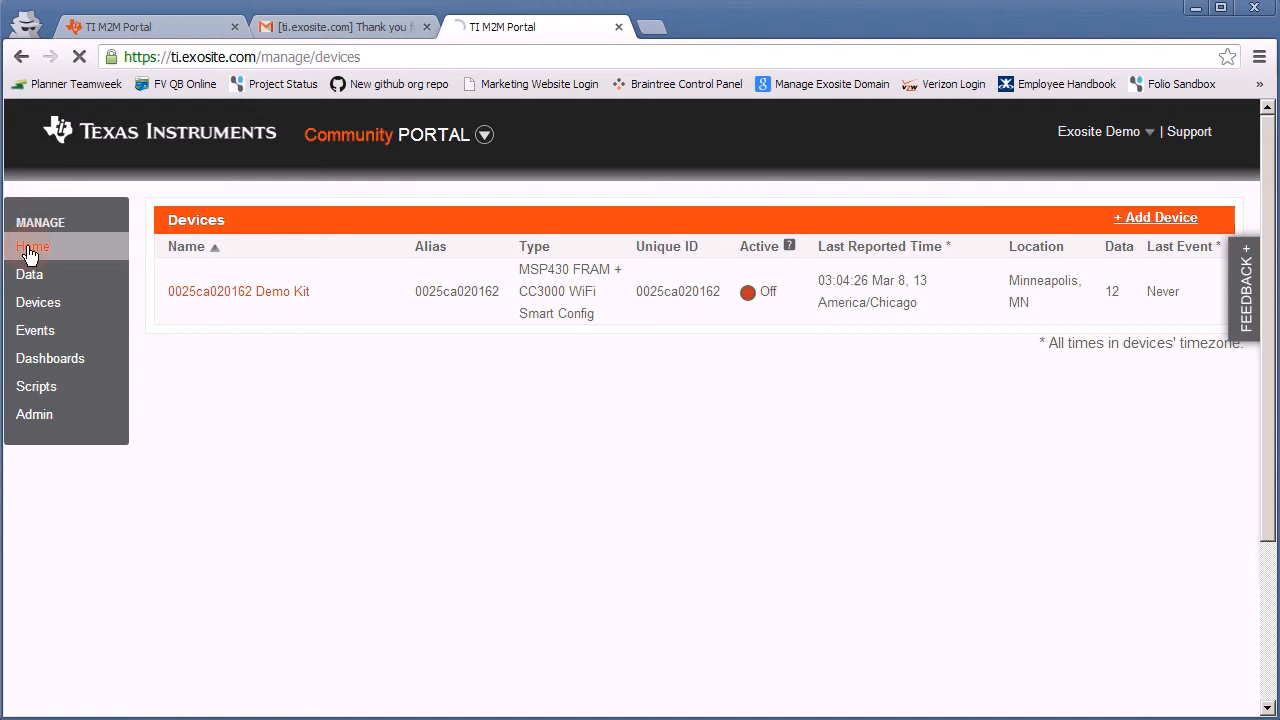 TI M2M Portal
[ti.exosite.com] Thank you f
TI M2M Portal
https://ti.exosite.com/manage/devices
Planner Teamweek
FV QB Online
Project Status
New github org repo
Marketing Website Login
Braintree Control Panel
Manage Exosite Domain
Verizon Login
Employee Handbook
Folio Sandbox
»
TEXAS INSTRUMENTS
Community PORTAL
Exosite Demo | Support
MANAGE
Home
Data
Devices
Events
Dashboards
Scripts
Admin
Devices
+ Add Device
Name Alias Type Unique ID Active ? Last Reported Time * Location Data Last Event *
0025ca020162 Demo Kit
0025ca020162
MSP430 FRAM +
CC3000 WiFi
Smart Config
0025ca020162
Off
03:04:26 Mar 8, 13
America/Chicago
Minneapolis,
MN
12
Never
* All times in devices' timezone.
FEEDBACK +